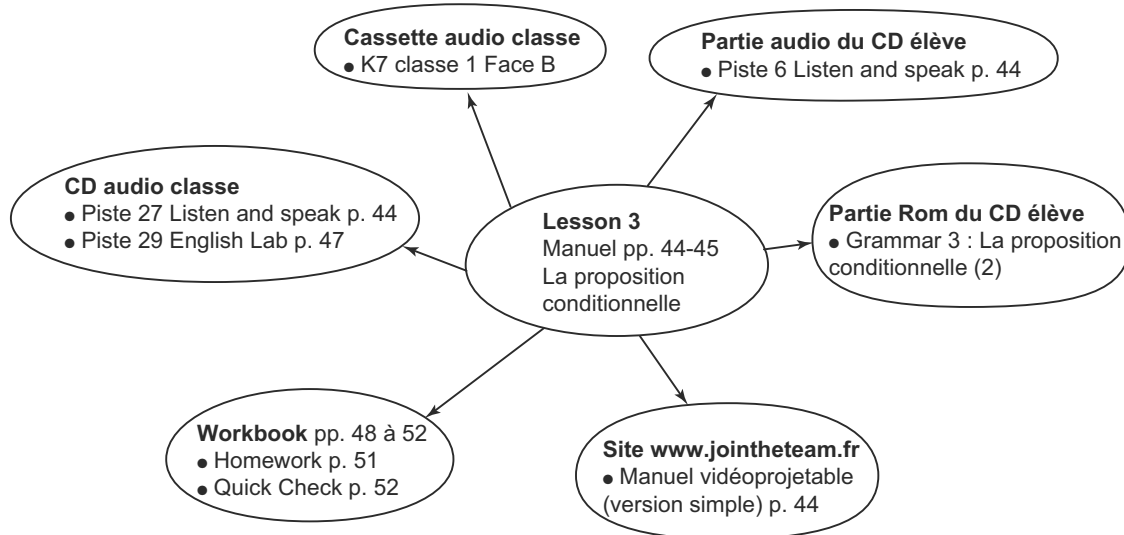 Cassette audio classe
● K7 classe 1 Face B
Partie audio du CD élève
● Piste 6 Listen and speak p. 44
CD audio classe
● Piste 27 Listen and speak p. 44
● Piste 29 English Lab p. 47
Lesson 3
Manuel pp. 44-45
La proposition
conditionnelle
Partie Rom du CD élève
● Grammar 3 : La proposition
conditionnelle (2)
Workbook pp. 48 à 52
● Homework p. 51
● Quick Check p. 52
Site www.jointheteam.fr
● Manuel vidéoprojetable
(version simple) p. 44